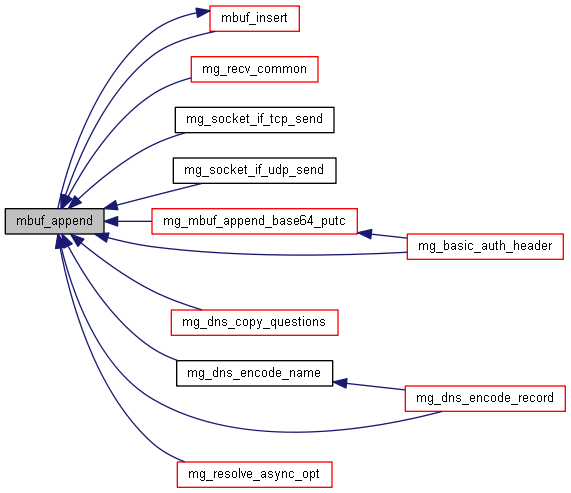 mbuf_insert
mg_recv_common
mg_socket_if_tcp_send
mg_socket_if_udp_send
mbuf_append
mg_mbuf_append_base64_putc
mg_basic_auth_header
mg_dns_copy_questions
mg_dns_encode_name
mg_dns_encode_record
mg_resolve_async_opt